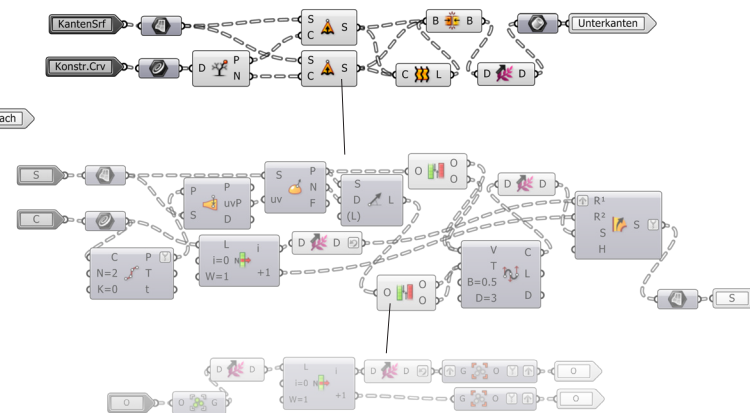 KantenSrf
S
C
S
B
B
Unterkanten
Konstr.Crv
D
P
N
S
C
S
C
L
D
D
ach
S
P
S
P
uvP
D
S
uv
P
N
F
S
D
(L)
L
O
O
O
D
D
R¹
R²
S
H
S
C
C
N=2
K=0
P
T
t
L
i=0
W=1
N
i
+1
D
D
O
O
O
V
T
B=0.5
D=3
C
L
D
S
D
D
L
i=0
W=1
N
i
+1
D
D
G
O
O
O
O
G
G
O
O